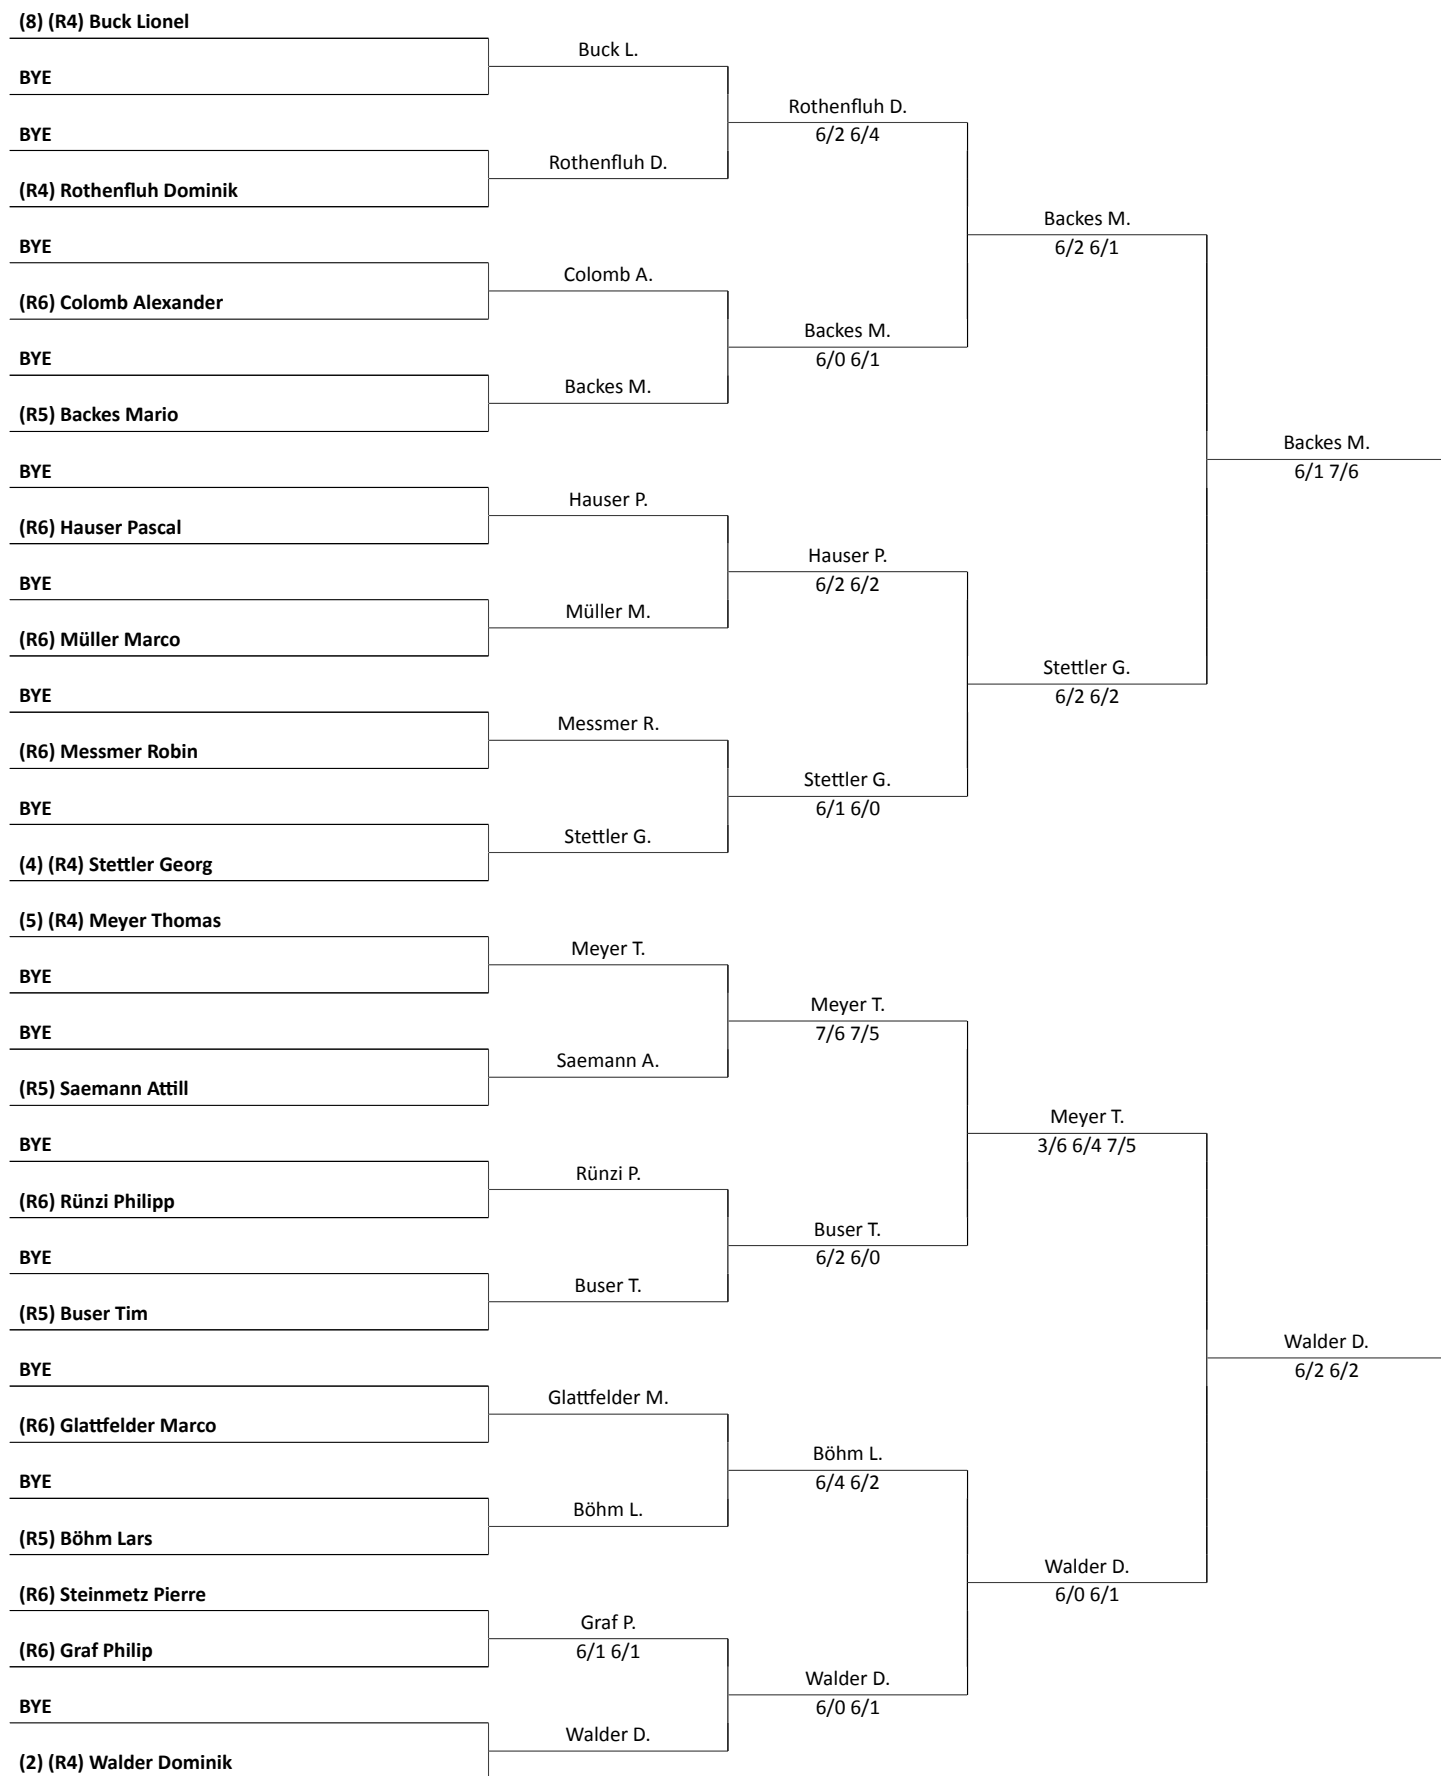 (8) (R4) Buck Lionel
Buck L.
BYE
Rothenfluh D.
6/2 6/4
BYE
Rothenfluh D.
(R4) Rothenfluh Dominik
Backes M.
6/2 6/1
BYE
Colomb A.
(R6) Colomb Alexander
Backes M.
6/0 6/1
BYE
Backes M.
(R5) Backes Mario
Backes M.
6/1 7/6
BYE
Hauser P.
(R6) Hauser Pascal
Hauser P.
6/2 6/2
BYE
Müller M.
(R6) Müller Marco
Stettler G.
6/2 6/2
BYE
Messmer R.
(R6) Messmer Robin
Stettler G.
6/1 6/0
BYE
Stettler G.
(4) (R4) Stettler Georg
(5) (R4) Meyer Thomas
Meyer T.
BYE
Meyer T.
7/6 7/5
BYE
Saemann A.
(R5) Saemann Attill
Meyer T.
3/6 6/4 7/5
BYE
Rünzi P.
(R6) Rünzi Philipp
Buser T.
6/2 6/0
BYE
Buser T.
(R5) Buser Tim
Walder D.
6/2 6/2
BYE
Glattfelder M.
(R6) Glattfelder Marco
Böhm L.
6/4 6/2
BYE
Böhm L.
(R5) Böhm Lars
Walder D.
6/0 6/1
(R6) Steinmetz Pierre
Graf P.
6/1 6/1
(R6) Graf Philip
Walder D.
6/0 6/1
BYE
Walder D.
(2) (R4) Walder Dominik